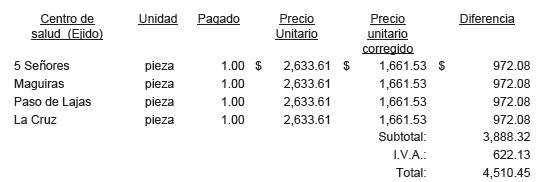 Centro de salud (Ejido) Unidad Pagado Precio Unitario Precio unitario corregido Diferencia
5 Señores pieza 1.00 $ 2,633.61 $ 1,661.53 $ 972.08
Maguiras pieza 1.00 2,633.61 1,661.53 972.08
Paso de Lajas pieza 1.00 2,633.61 1,661.53 972.08
La Cruz pieza 1.00 2,633.61 1,661.53 972.08
Subtotal: 3,888.32
I.V.A.: 622.13
Total: 4,510.45